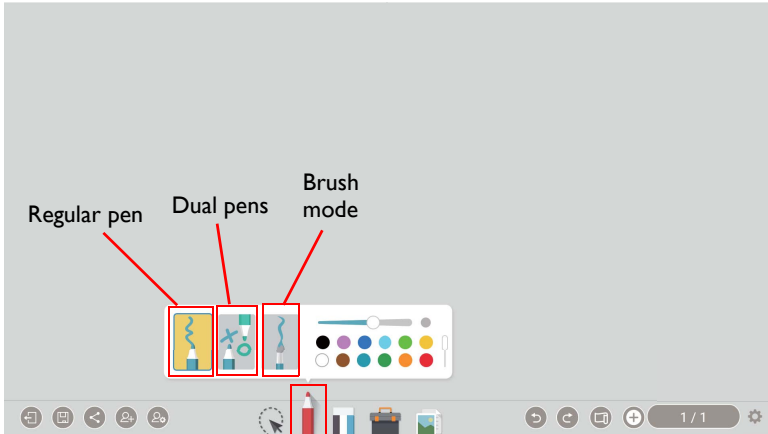 Brush
mode
Dual pens
Regular pen
1 / 1